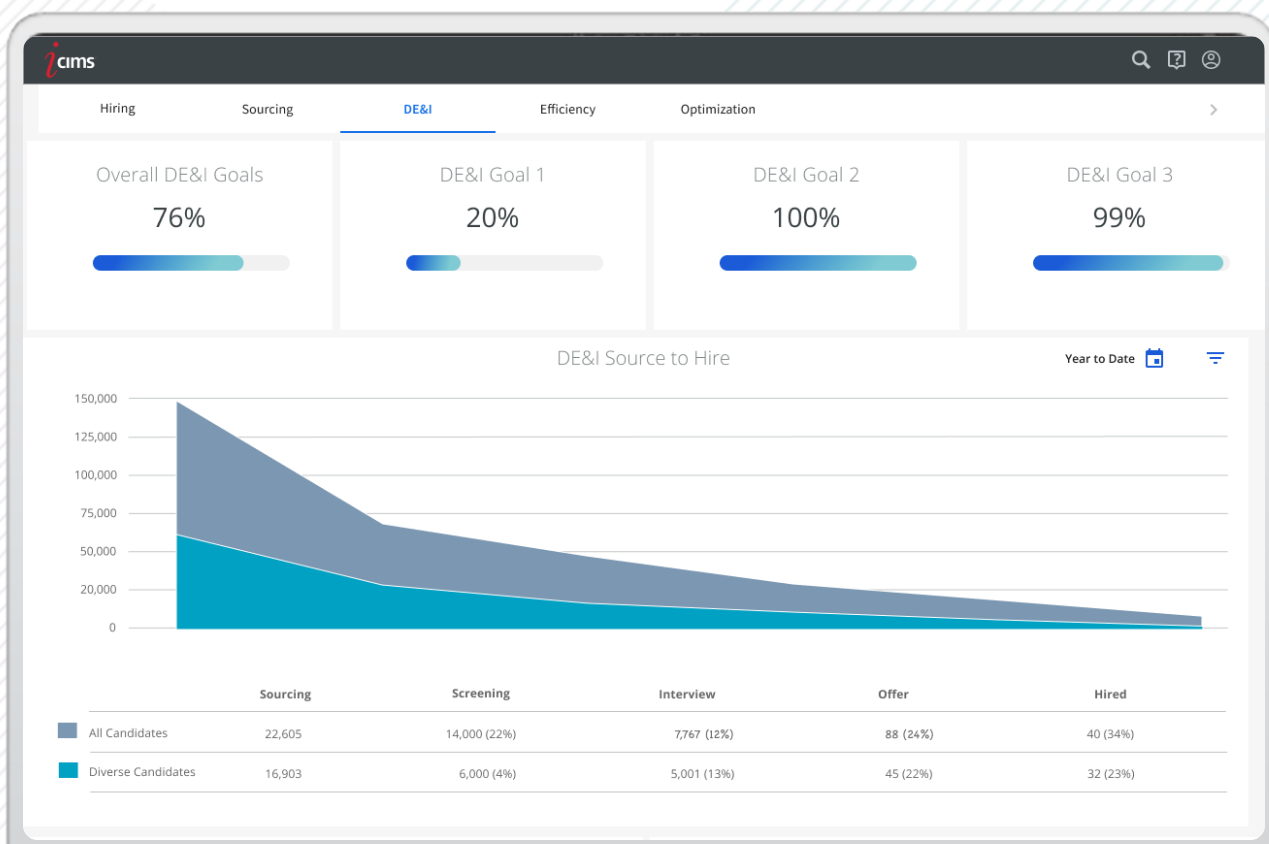 icims
Hiring Sourcing DE&I Efficiency Optimization
Overall DE&I Goals DE&I Goal 1 DE&I Goal 2 DE&I Goal 3
76% 20% 100% 99%
DE&I Source to Hire
Year to Date
150,000
125,000
100,000
75,000
50,000
20,000
0
Sourcing Screening Interview Offer Hired
All Candidates 22,605 14,000 (22%) 7,767 (12%) 88 (24%) 40 (34%)
Diverse Candidates 16,903 6,000 (4%) 5,001 (13%) 45 (22%) 32 (23%)